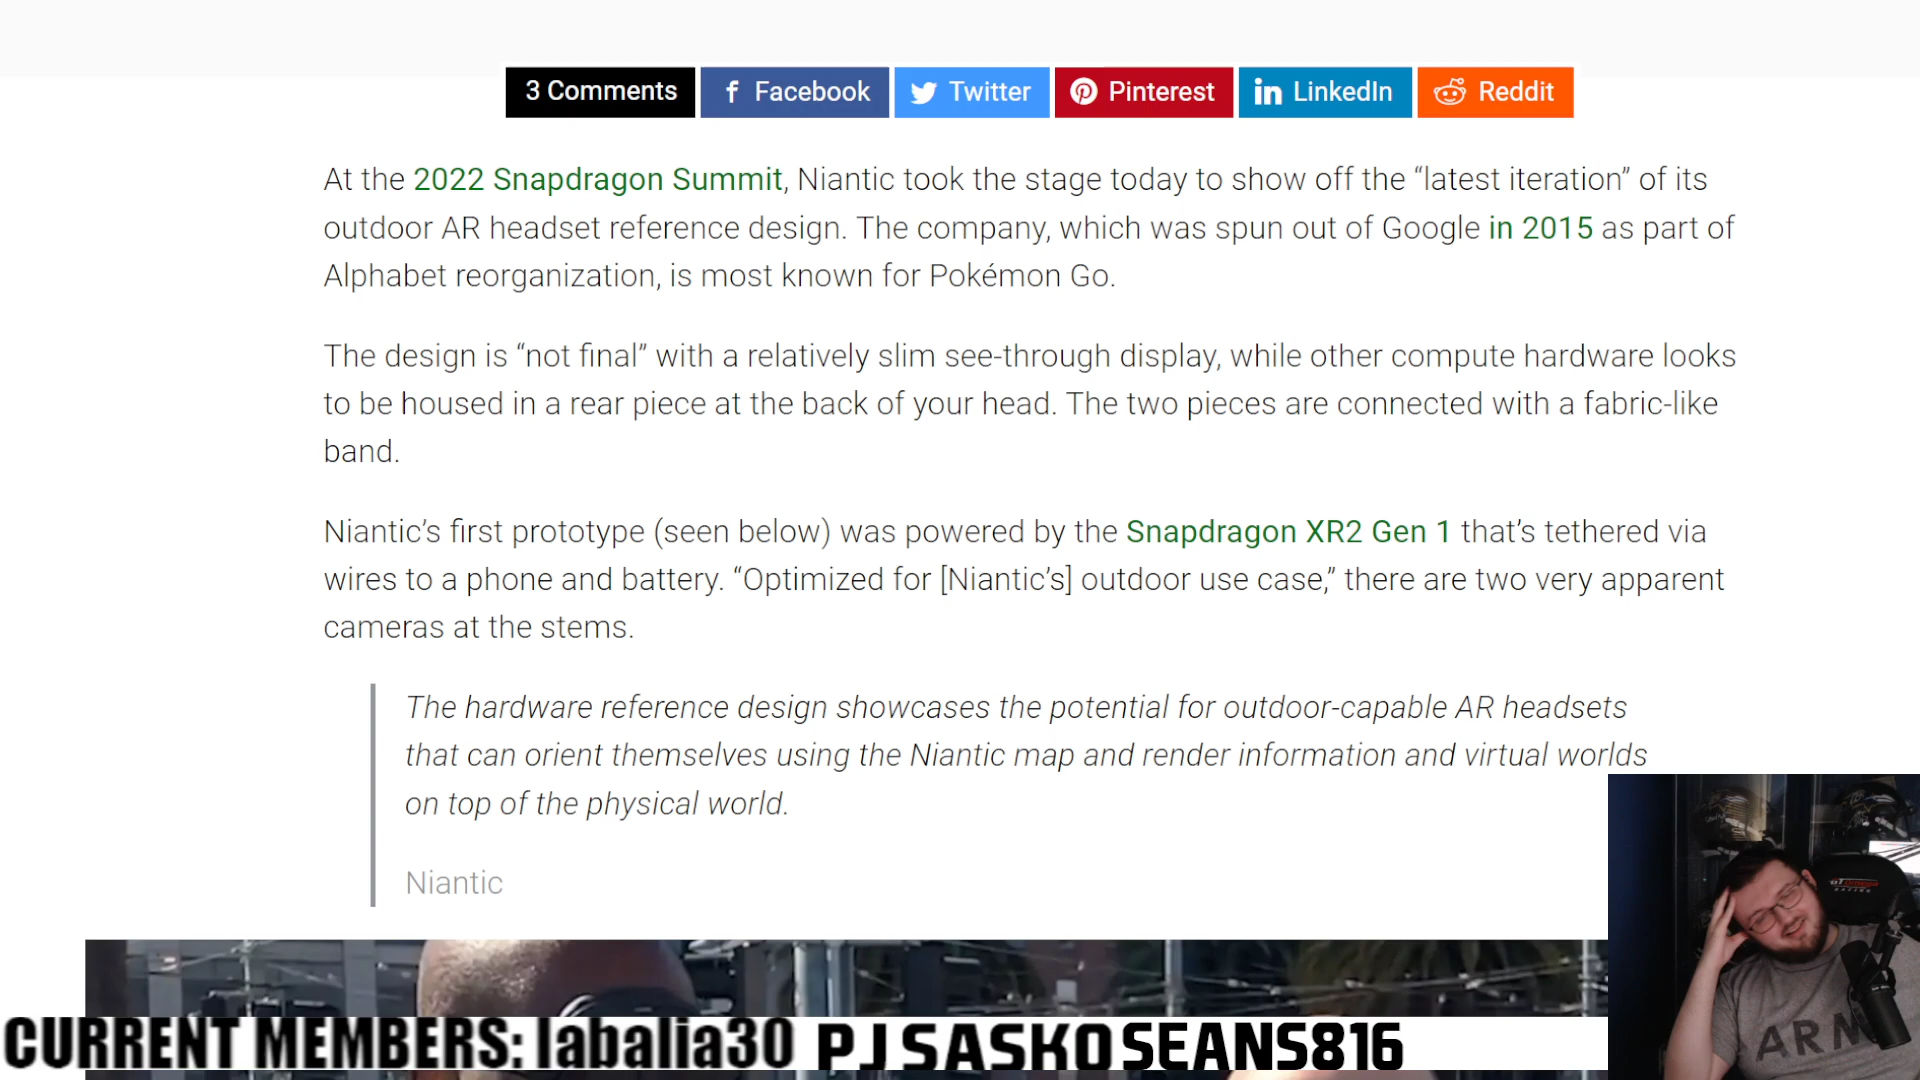 3 Comments Facebook Twitter Pinterest LinkedIn Reddit
At the 2022 Snapdragon Summit, Niantic took the stage today to show off the “latest iteration” of its
outdoor AR headset reference design. The company, which was spun out of Google in 2015 as part of
Alphabet reorganization, is most known for Pokémon Go.
The design is “not final” with a relatively slim see-through display, while other compute hardware looks
to be housed in a rear piece at the back of your head. The two pieces are connected with a fabric-like
band.
Niantic’s first prototype (seen below) was powered by the Snapdragon XR2 Gen 1 that’s tethered via
wires to a phone and battery. “Optimized for [Niantic’s] outdoor use case,” there are two very apparent
cameras at the stems.
The hardware reference design showcases the potential for outdoor-capable AR headsets
that can orient themselves using the Niantic map and render information and virtual worlds
on top of the physical world.
Niantic
CURRENT MEMBERS: labalia30 PJSASKO SEANS816